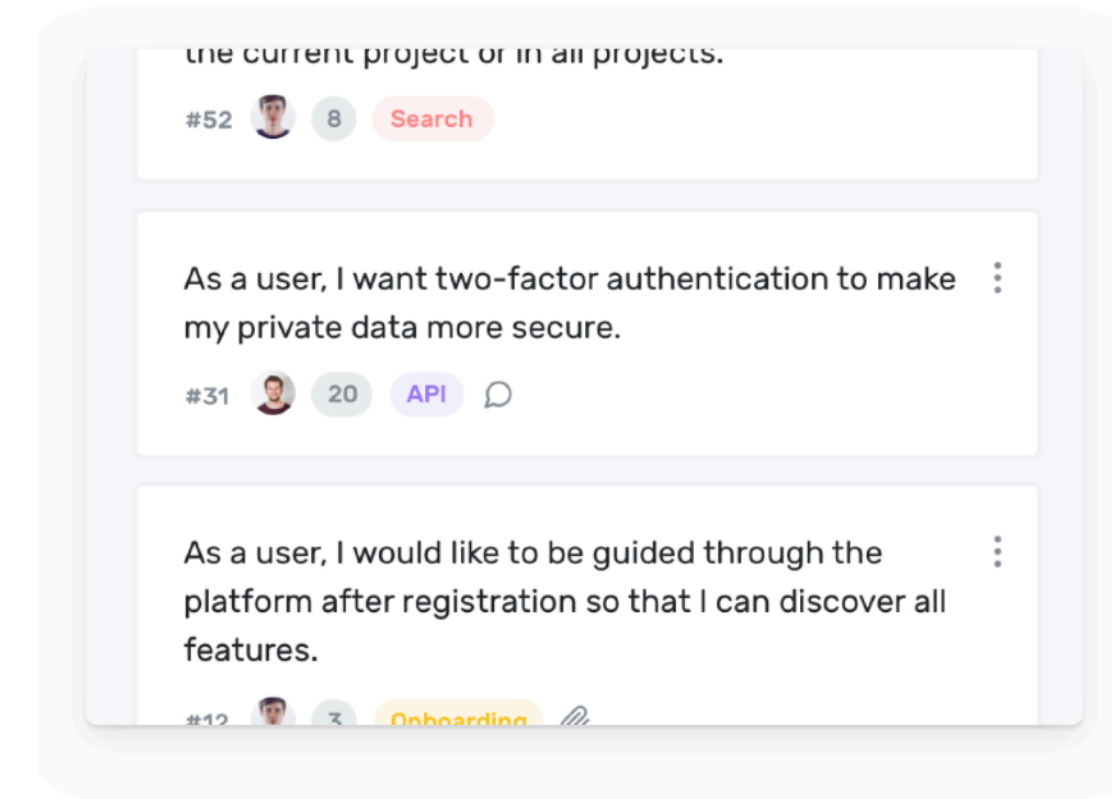 the current project or in all projects.
#52 8 Search
As a user, I want two-factor authentication to make
my private data more secure.
#31 20 API
As a user, I would like to be guided through the
platform after registration so that I can discover all
features.
#12 3 Onboarding